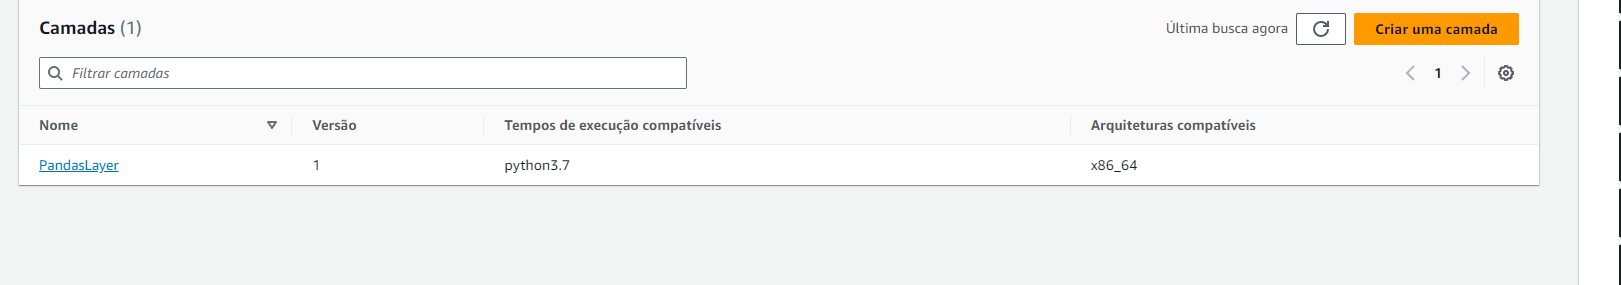 Camadas (1)
Última busca agora
Criar uma camada
Filtrar camadas
1
Nome
Versão
Tempos de execução compatíveis
Arquiteturas compatíveis
PandasLayer
1
python3.7
x86_64